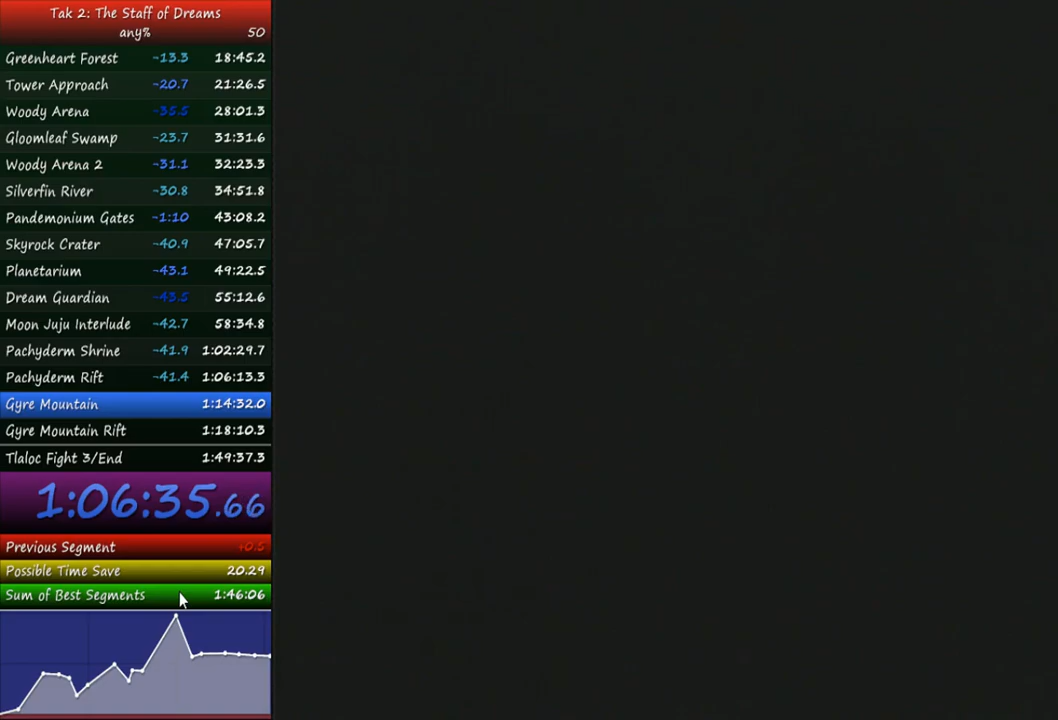 Tak 2: The Staff of Dreams
any% 50
Greenheart Forest -13.3 18:45.2
Tower Approach -20.7 21:26.5
Woody Arena -35.5 28:01.3
Gloomleaf Swamp -23.7 31:31.6
Woody Arena 2 -31.1 32:23.3
Silverfin River -30.8 34:51.8
Pandemonium Gates -1:10 43:08.2
Skyrock Crater -40.9 47:05.7
Planetarium -43.1 49:22.5
Dream Guardian -43.5 55:12.6
Moon Juju Interlude -42.7 58:34.8
Pachyderm Shrine -41.9 1:02:29.7
Pachyderm Rift -41.4 1:06:13.3
Gyre Mountain 1:14:32.0
Gyre Mountain Rift 1:18:10.3
Tlaloc Fight 3/End 1:49:37.3
1:06:35.66
Previous Segment +0.5
Possible Time Save 20.29
Sum of Best Segments 1:46:06